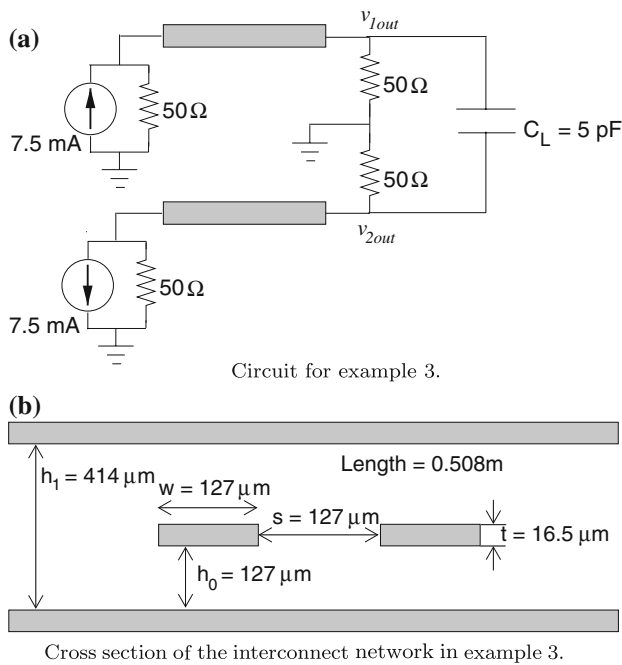 (a)
v1out
50Ω
7.5 mA
50Ω
CL = 5 pF
50Ω
v2out
50Ω
7.5 mA
Circuit for example 3.
(b)
h1 = 414 μm
Length = 0.508m
w = 127 μm
s = 127 μm
t = 16.5 μm
h0 = 127 μm
Cross section of the interconnect network in example 3.